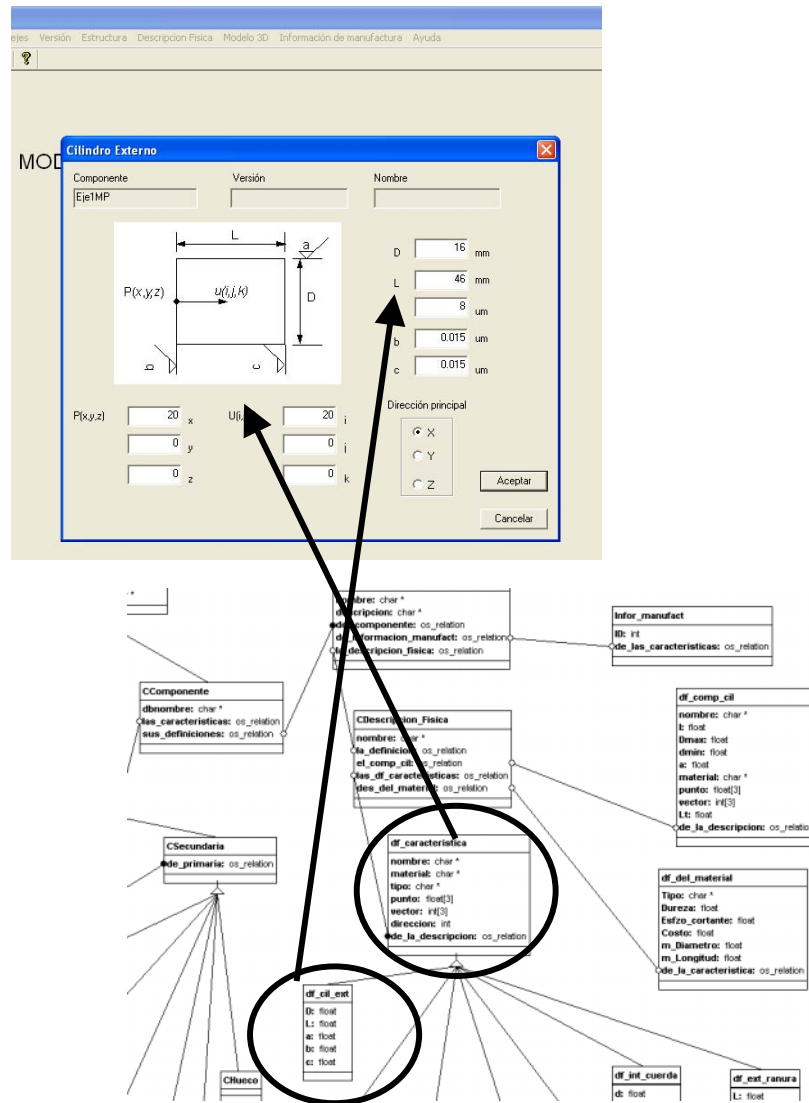 ejes Versión Estructura Descripcion Fisica Modelo 3D Información de manufactura Ayuda
?
MOD
Cilindro Externo
Componente Versión Nombre
Eje1MP
L
a
P(x,y,z) u(i,j,k) D
b c
D 16 mm
L 46 mm
8 um
b 0.015 um
c 0.015 um
P(x,y,z) 20 x U(i, 20 i
0 y 0 j
0 z 0 k
Dirección principal
X
Y
Z
Aceptar
Cancelar
nombre: char *
descripcion: char *
componente: os_relation
de_informacion_manufact: os_relation
la_descripcion_fisica: os_relation
Infor_manufact
ID: int
de_las_caracteristicas: os_relation
CComponente
dbnombre: char *
las_caracteristicas: os_relation
sus_definiciones: os_relation
CDescripcion_Fisica
nombre: char *
la_definicion: os_relation
el_comp_cil: os_relation
las_df_caracteristicas: os_relation
des_del_material: os_relation
df_comp_cil
nombre: char *
l: float
Dmax: float
dmin: float
a: float
material: char *
punto: float[3]
vector: int[3]
Lt: float
de_la_descripcion: os_relatio
CSecundaria
de_primaria: os_relation
df_caracteristica
nombre: char *
material: char *
tipo: char *
punto: float[3]
vector: int[3]
direccion: int
de_la_descripcion: os_relation
df_del_material
Tipo: char *
Dureza: float
Esfzo_cortante: float
Costo: float
m_Diametro: float
m_Longitud: float
de_la_caracteristica: os_relation
df_cil_ext
D: float
L: float
a: float
b: float
c: float
CHueco
df_int_cuerda
d: float
df_ext_ranura
L: float